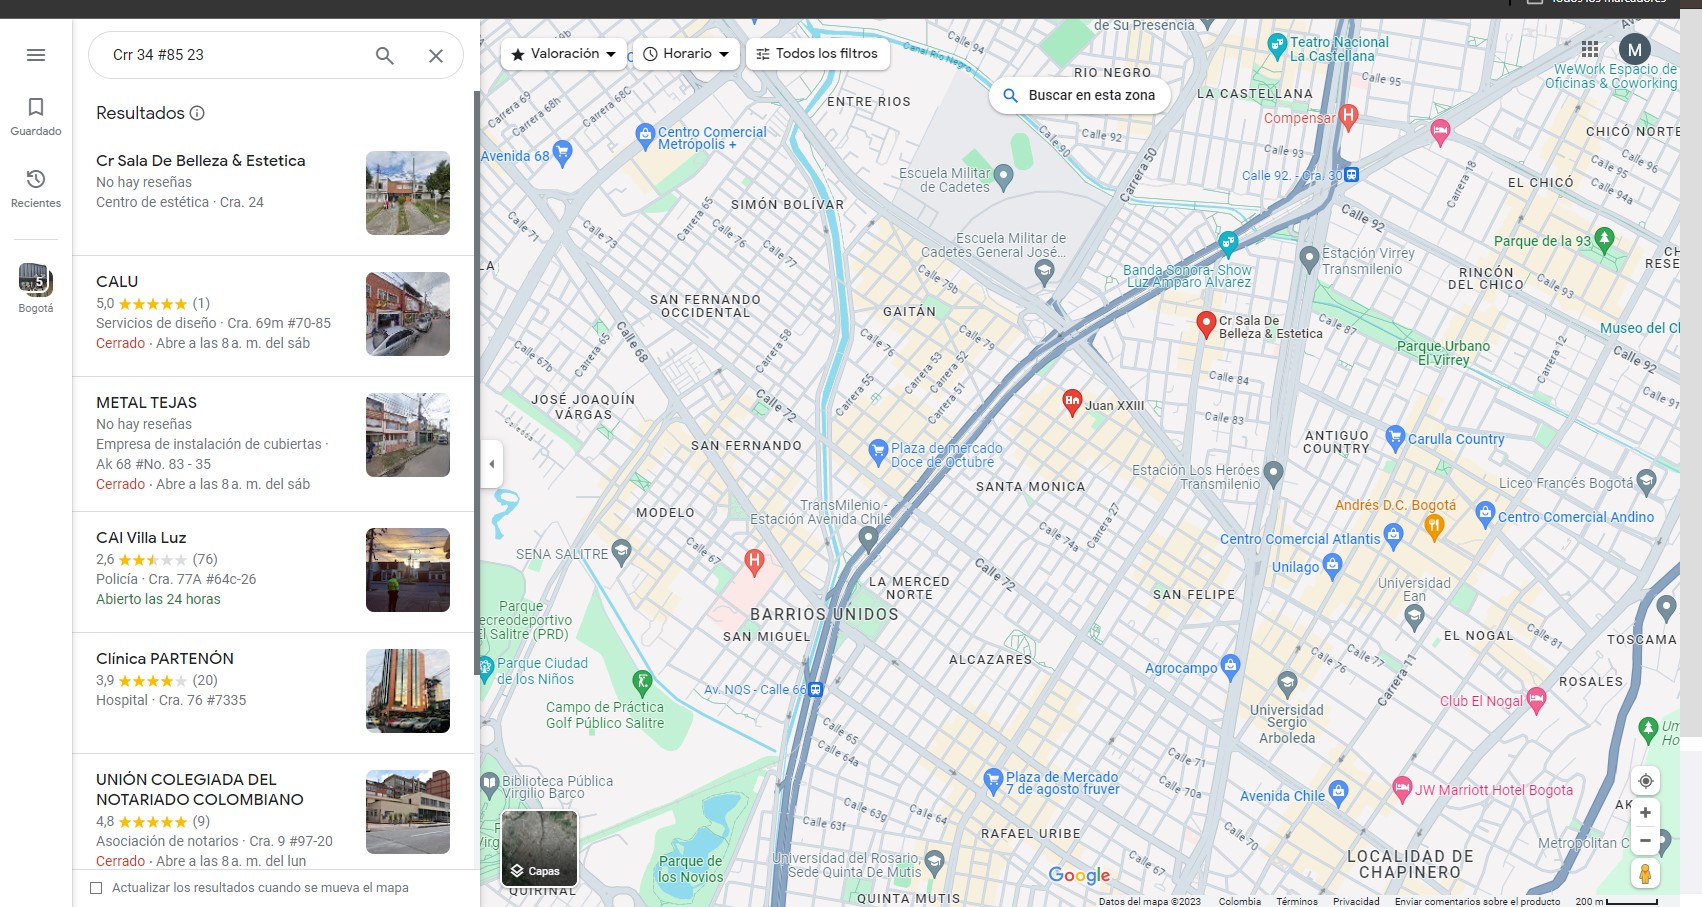 Crr 34 #85 23
Guardado
Recientes
5
Bogotá
Resultados
Cr Sala De Belleza & Estetica
No hay reseñas
Centro de estética · Cra. 24
CALU
5,0 (1)
Servicios de diseño · Cra. 69m #70-85
Cerrado · Abre a las 8 a. m. del sáb
METAL TEJAS
No hay reseñas
Empresa de instalación de cubiertas ·
Ak 68 #No. 83 - 35
Cerrado · Abre a las 8 a. m. del sáb
CAI Villa Luz
2,6 (76)
Policía · Cra. 77A #64c-26
Abierto las 24 horas
Clínica PARTENÓN
3,9 (20)
Hospital · Cra. 76 #7335
UNIÓN COLEGIADA DEL
NOTARIADO COLOMBIANO
4,8 (9)
Asociación de notarios · Cra. 9 #97-20
Cerrado · Abre a las 8 a. m. del lun
Actualizar los resultados cuando se mueva el mapa
Valoración
Horario
Todos los filtros
de Su Presencia
Canal Rio Negro
M
Teatro Nacional
La Castellana
RIO NEGRO
Calle 95
WeWork Espacio de
Oficinas & Coworking
Buscar en esta zona
LA CASTELLANA
ENTRE RIOS
Carrera 69
Carrera 68C
Compensar
H
Calle 92
CHICÓ NORTE
Centro Comercial
Metrópolis +
Avenida 68
Calle 93
Calle 90
Carrera 50
Escuela Militar
de Cadetes
Calle 92. - Cra. 30
EL CHICÓ
Carrera 18
Calle 94a
SIMÓN BOLÍVAR
Calle 92
Calle 71
Carrera 65
Calle 76
Calle 77
Escuela Militar de
Cadetes General José...
Parque de la 93
Estación Virrey
Transmilenio
Banda Sonora- Show
Luz Amparo Alvarez
RINCÓN
DEL CHICO
Calle 93
Calle 79b
SAN FERNANDO
OCCIDENTAL
GAITÁN
Cr Sala De
Belleza & Estetica
Calle 87
Museo del
Calle 68
Calle 76
Calle 79
Parque Urbano
El Virrey
Carrera 12
Calle 92
Calle 67b
Carrera 65
Carrera 58
Carrera 55
Carrera 53
Carrera 52
Carrera 51
Calle 84
Calle 91
JOSÉ JOAQUÍN
VÁRGAS
Calle 72
Juan XXIII
Calle 83
SAN FERNANDO
Plaza de mercado
Doce de Octubre
ANTIGUO
COUNTRY
Carulla Country
Estación Los Heroes
Transmilenio
SANTA MONICA
Liceo Francés Bogotá
MODELO
TransMilenio -
Estación Avenida Chile
Andrés D.C. Bogotá
Centro Comercial Andino
Carrera 27
Calle 74a
Centro Comercial Atlantis
SENA SALITRE
Calle 67
H
Unilago
LA MERCED
NORTE
Calle 72
Universidad
Ean
SAN FELIPE
Parque
ecreodeportivo
El Salitre (PRD)
BARRIOS UNIDOS
SAN MIGUEL
EL NOGAL
Calle 81
TOSCAMA
Parque Ciudad
de los Niños
ALCAZARES
Agrocampo
Calle 76
Calle 77
Carrera 11
ROSALES
Av. NQS - Calle 66
Campo de Práctica
Golf Público Salitre
Club El Nogal
Universidad
Sergio
Arboleda
Calle 65
Calle 64a
Calle 71
Biblioteca Pública
Virgilio Barco
Plaza de Mercado
7 de agosto fruver
Calle 70a
Avenida Chile
JW Marriott Hotel Bogota
Calle 63f
Calle 64
Calle 63g
RAFAEL URIBE
Parque de
los Novios
Universidad del Rosario,
Sede Quinta De Mutis
Calle 67
Calle 70
Metropolitan C
LOCALIDAD DE
CHAPINERO
Capas
QUIRINAL
QUINTA MUTIS
Google
Datos del mapa ©2023
Colombia
Términos
Privacidad
Enviar comentarios sobre el producto
200 m